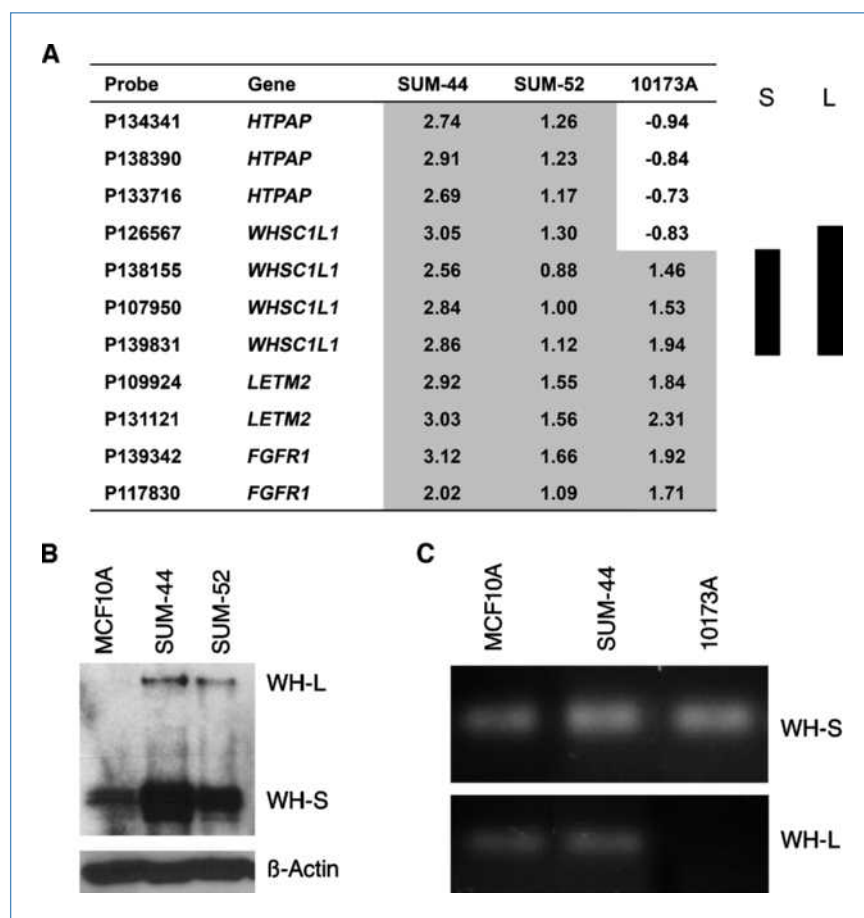 A
Probe Gene SUM-44 SUM-52 10173A S L
P134341 HTPAP 2.74 1.26 -0.94
P138390 HTPAP 2.91 1.23 -0.84
P133716 HTPAP 2.69 1.17 -0.73
P126567 WHSC1L1 3.05 1.30 -0.83
P138155 WHSC1L1 2.56 0.88 1.46
P107950 WHSC1L1 2.84 1.00 1.53
P139831 WHSC1L1 2.86 1.12 1.94
P109924 LETM2 2.92 1.55 1.84
P131121 LETM2 3.03 1.56 2.31
P139342 FGFR1 3.12 1.66 1.92
P117830 FGFR1 2.02 1.09 1.71
B
MCF10A
SUM-44
SUM-52
WH-L
WH-S
ß-Actin
C
MCF10A
SUM-44
10173A
WH-S
WH-L